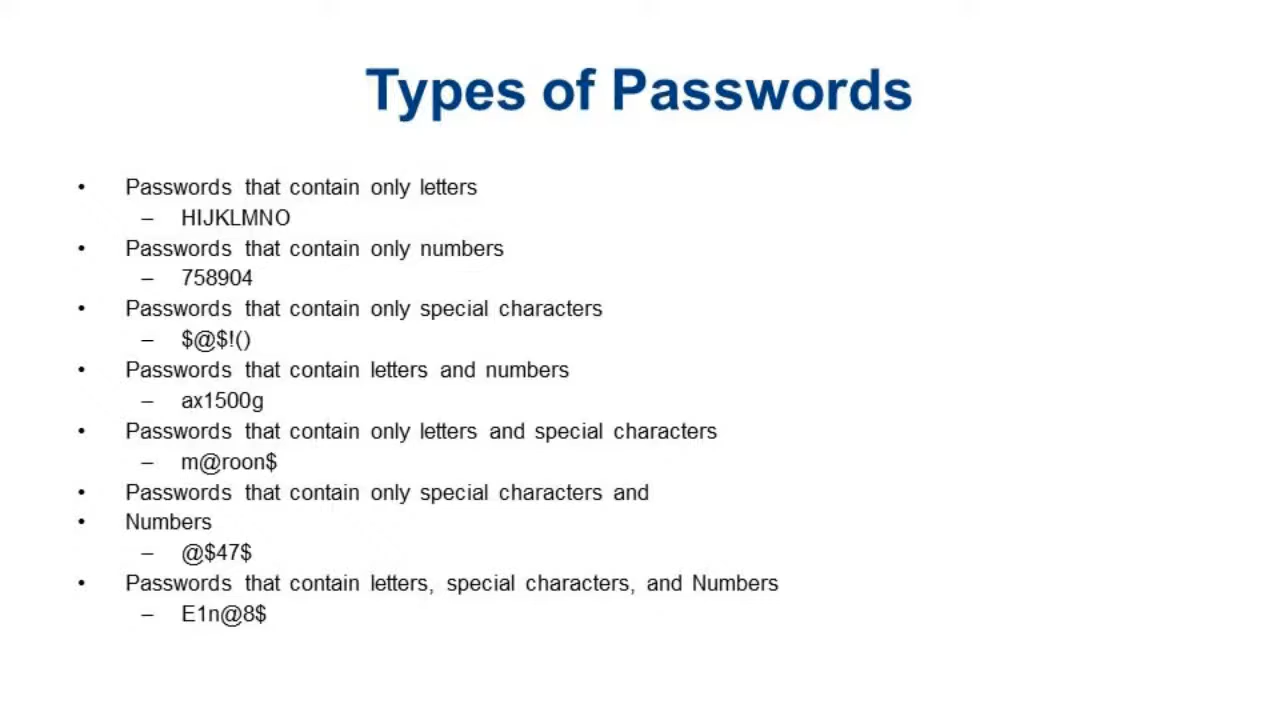 Types of Passwords
• Passwords that contain only letters
– HIJKLMNO
• Passwords that contain only numbers
– 758904
• Passwords that contain only special characters
– $@$!()
• Passwords that contain letters and numbers
– ax1500g
• Passwords that contain only letters and special characters
– m@roon$
• Passwords that contain only special characters and
• Numbers
– @$47$
• Passwords that contain letters, special characters, and Numbers
– E1n@8$